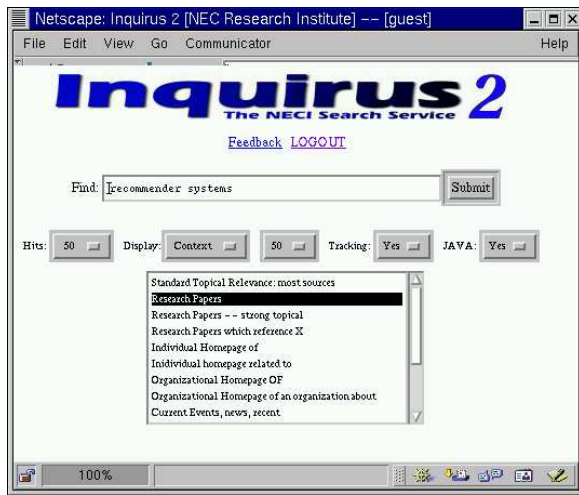 Netscape: Inquirus 2 [NEC Research Institute] -- [guest]
File Edit View Go Communicator Help
Inquirus 2
The NECI Search Service
Feedback LOGOUT
Find: recommender systems Submit
Hits: 50 Display: Context 50 Tracking: Yes JAVA: Yes
Standard Topical Relevance: most sources
Research Papers
Research Papers -- strong topical
Research Papers which reference X
Individual Homepage of
Inidividual homepage related to
Organizational Homepage OF
Organizational Homepage of an organization about
Current Events, news, recent
100%